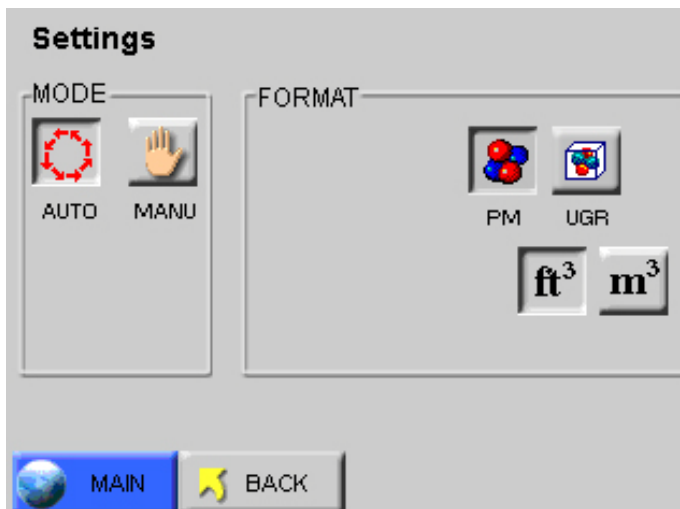 Settings
MODE
FORMAT
AUTO MANU
PM UGR
ft³ m³
MAIN BACK